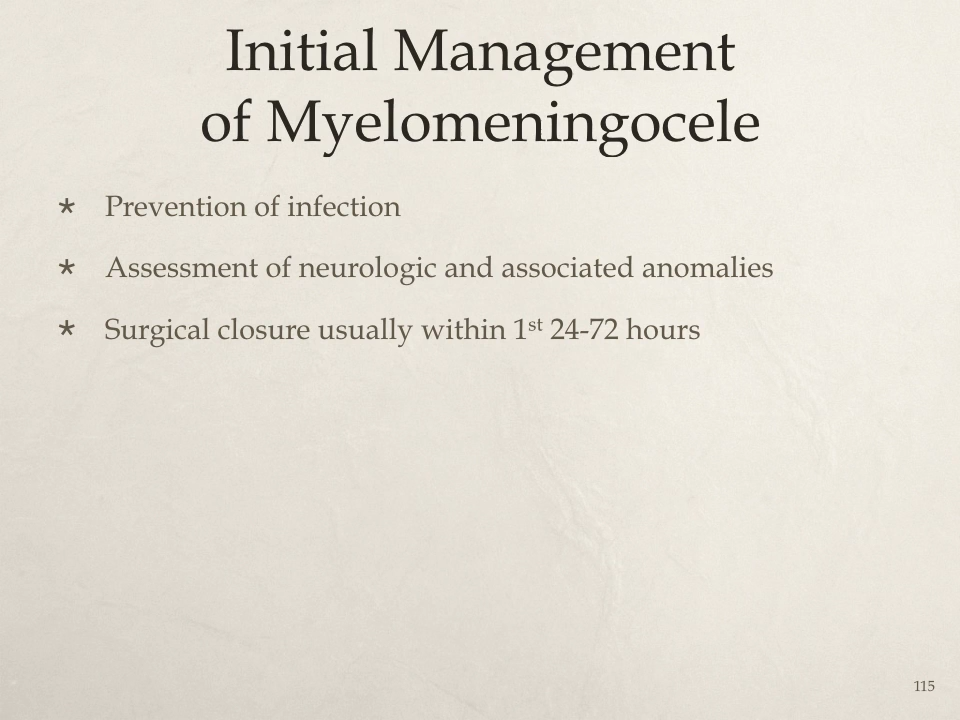 Initial Management
of Myelomeningocele
* Prevention of infection
* Assessment of neurologic and associated anomalies
* Surgical closure usually within 1st 24-72 hours
115